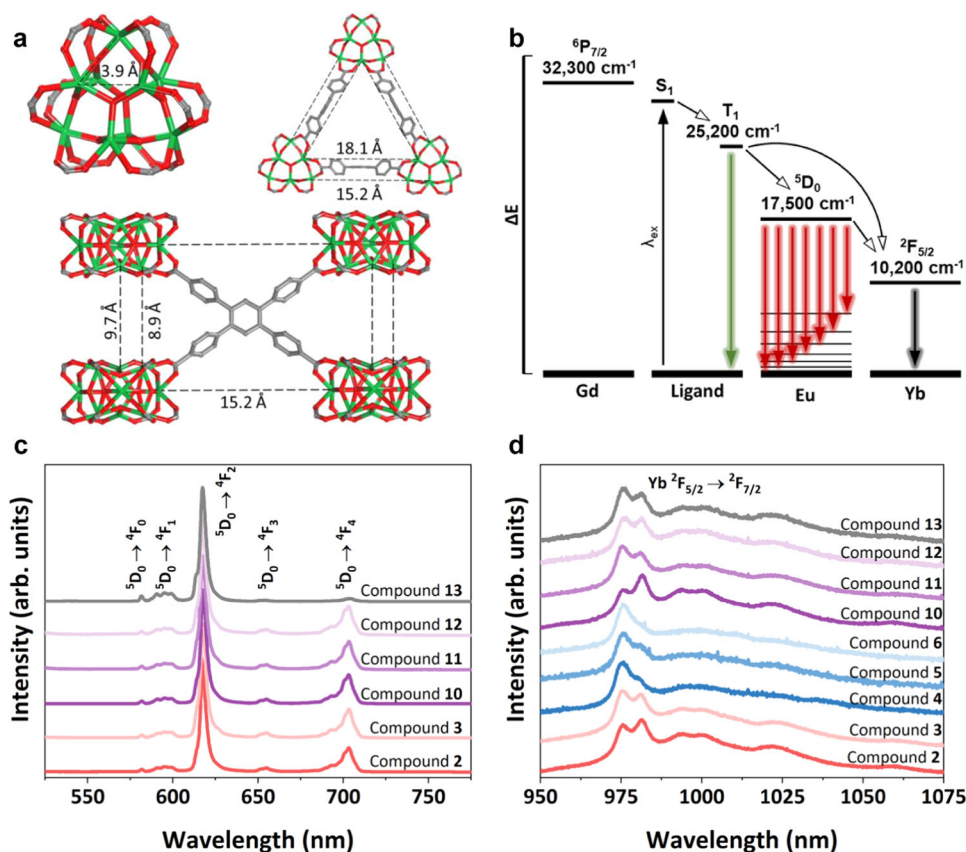 a
3.9 Å
18.1 Å
15.2 Å
9.7 Å
8.9 Å
15.2 Å
b
ΔE
⁶P₇/₂
32,300 cm⁻¹
S₁
T₁
25,200 cm⁻¹
⁵D₀
17,500 cm⁻¹
²F₅/₂
10,200 cm⁻¹
λₑₓ
Gd
Ligand
Eu
Yb
c
Intensity (arb. units)
⁵D₀ → ⁴F₀
⁵D₀ → ⁴F₁
⁵D₀ → ⁴F₂
⁵D₀ → ⁴F₃
⁵D₀ → ⁴F₄
Compound 13
Compound 12
Compound 11
Compound 10
Compound 3
Compound 2
550 600 650 700 750
Wavelength (nm)
d
Intensity (arb. units)
Yb ²F₅/₂ → ²F₇/₂
Compound 13
Compound 12
Compound 11
Compound 10
Compound 6
Compound 5
Compound 4
Compound 3
Compound 2
950 975 1000 1025 1050 1075
Wavelength (nm)